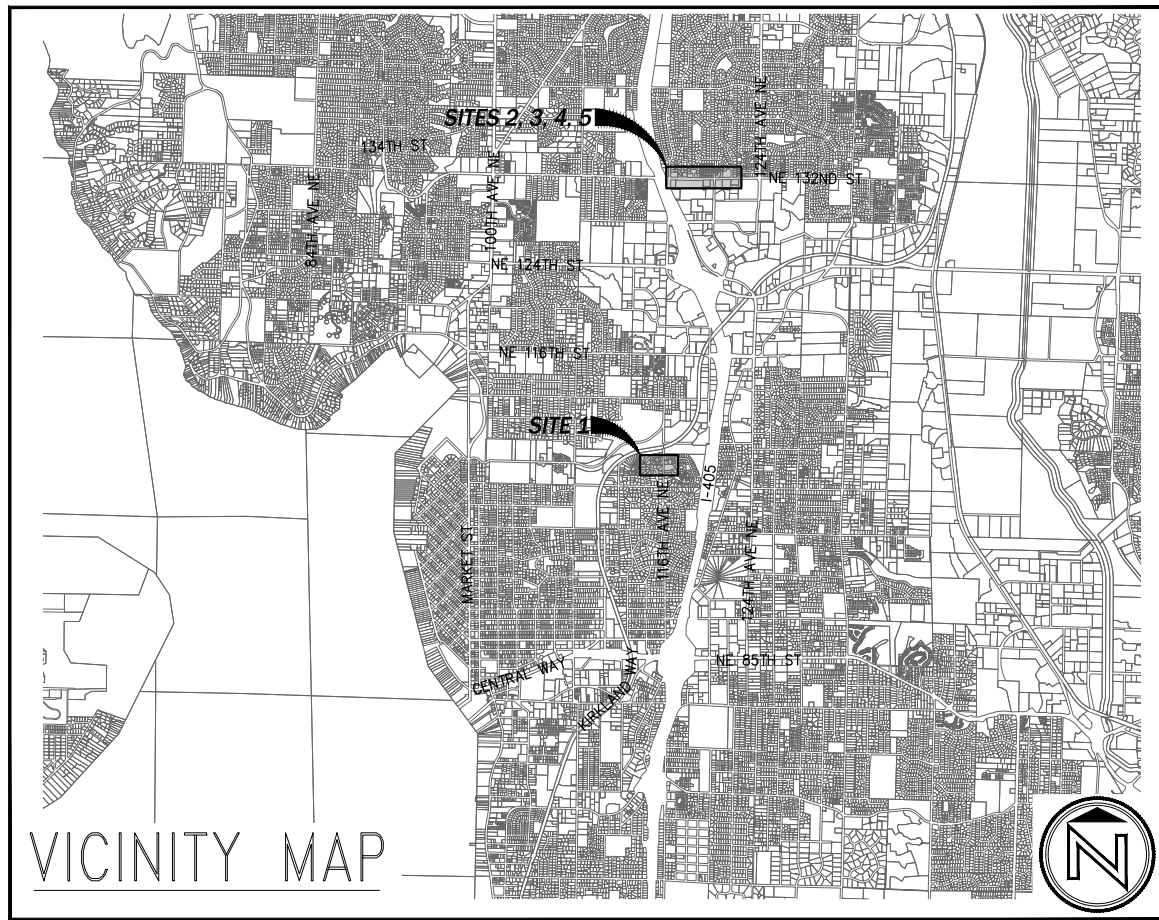 SITES 2, 3, 4, 5
124TH AVE NE
134TH ST
NE 132ND ST
100TH AVE NE
84TH AVE NE
NE 124TH ST
NE 116TH ST
SITE 1
I-405
116TH AVE NE
MARKET ST
124TH AVE NE
NE 85TH ST
CENTRAL WAY
KIRKLAND WAY
VICINITY MAP
N